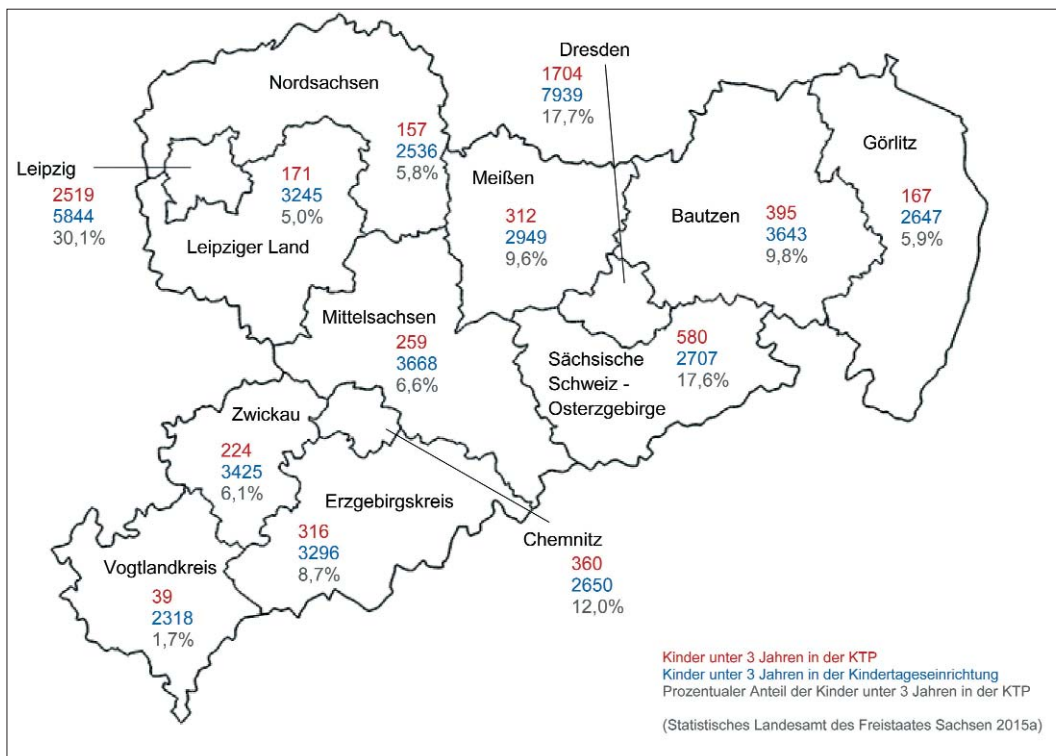 Dresden
1704
7939
17,7%
Nordsachsen
157
2536
5,8%
Görlitz
167
2647
5,9%
Leipzig
2519
5844
30,1%
171
3245
5,0%
Leipziger Land
Meißen
312
2949
9,6%
Bautzen
395
3643
9,8%
Mittelsachsen
259
3668
6,6%
Sächsische
Schweiz -
Osterzgebirge
580
2707
17,6%
Zwickau
224
3425
6,1%
Erzgebirgskreis
316
3296
8,7%
Chemnitz
360
2650
12,0%
Vogtlandkreis
39
2318
1,7%
Kinder unter 3 Jahren in der KTP
Kinder unter 3 Jahren in der Kindertageseinrichtung
Prozentualer Anteil der Kinder unter 3 Jahren in der KTP
(Statistisches Landesamt des Freistaates Sachsen 2015a)